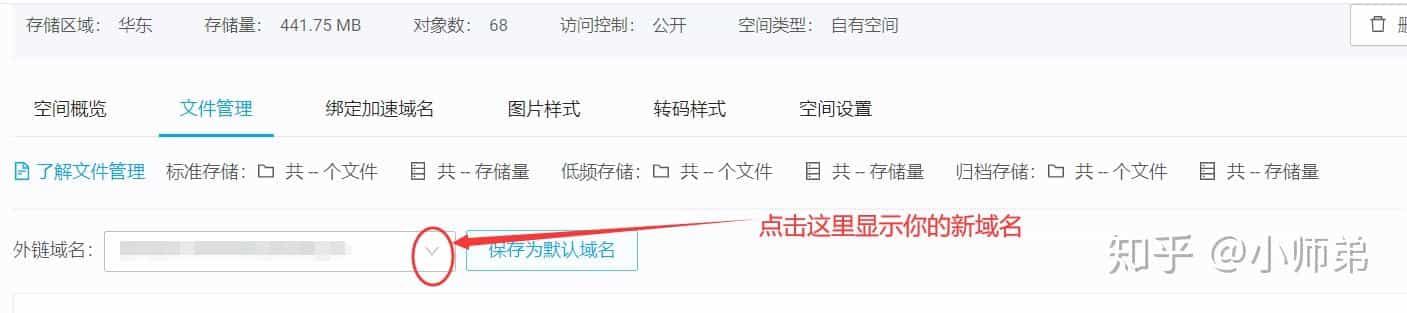 存储区域： 华东 存储量： 441.75 MB 对象数： 68 访问控制： 公开 空间类型： 自有空间
空间概览 文件管理 绑定加速域名 图片样式 转码样式 空间设置
了解文件管理 标准存储： 共 -- 个文件 共 -- 存储量 低频存储： 共 -- 个文件 共 -- 存储量 归档存储： 共 -- 个文件 共 -- 存储量
点击这里显示你的新域名
外链域名： 保存为默认域名
知乎 @小师弟